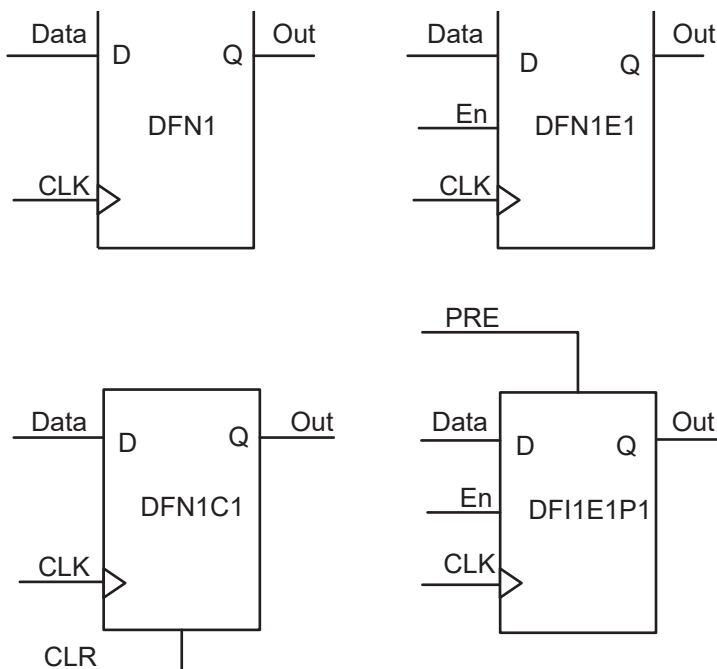 Data
D
Q
Out
DFN1
CLK
Data
D
Q
Out
En
DFN1E1
CLK
Data
D
Q
Out
DFN1C1
CLK
CLR
PRE
Data
D
Q
Out
En
DFI1E1P1
CLK